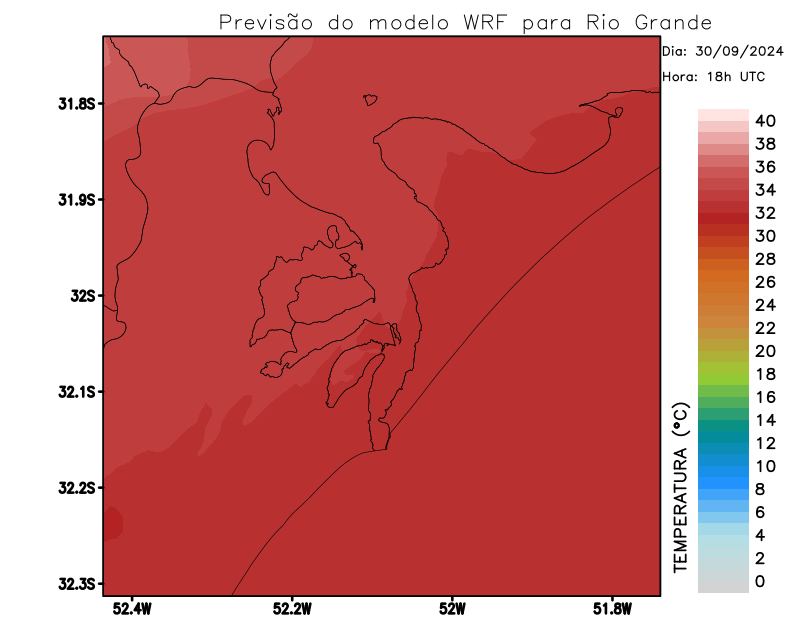 Previsão do modelo WRF para Rio Grande
Dia: 30/09/2024
Hora: 18h UTC
31.8S
31.9S
32S
32.1S
32.2S
32.3S
52.4W
52.2W
52W
51.8W
TEMPERATURA (°C)
40
38
36
34
32
30
28
26
24
22
20
18
16
14
12
10
8
6
4
2
0